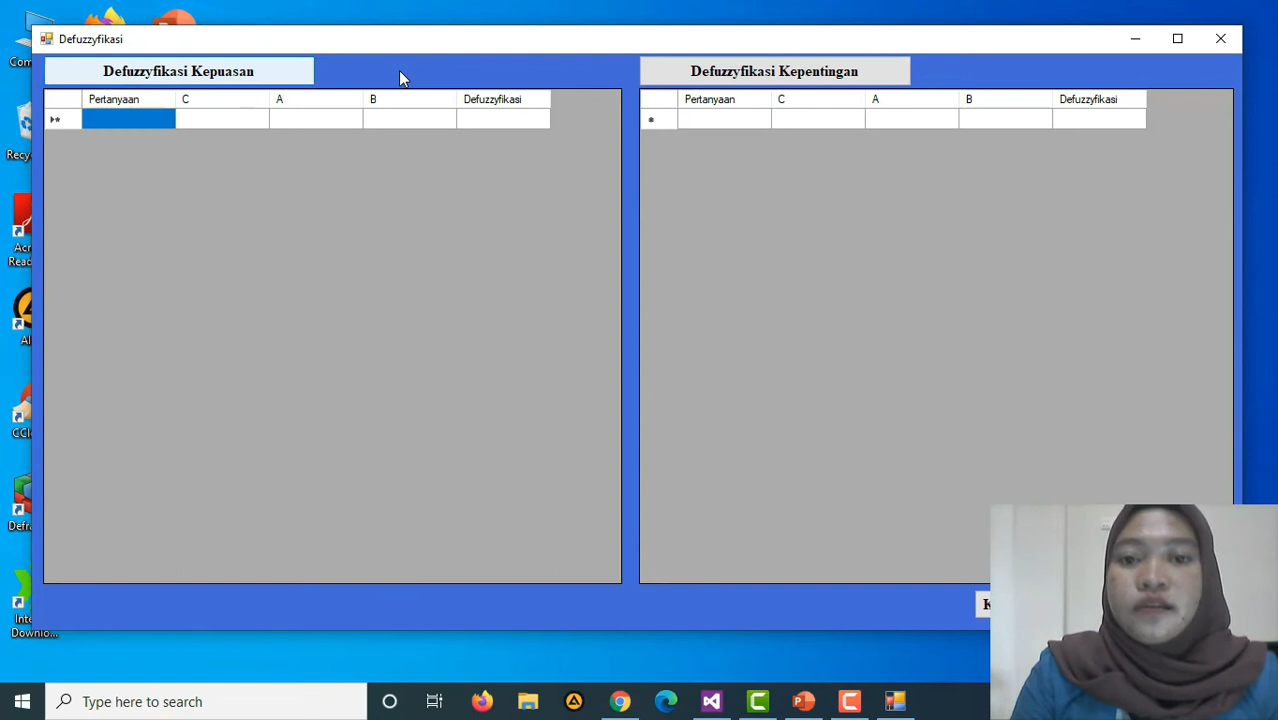 Defuzzyfikasi
Defuzzyfikasi Kepuasan
Defuzzyfikasi Kepentingan
Pertanyaan C A B Defuzzyfikasi
Pertanyaan C A B Defuzzyfikasi
Type here to search